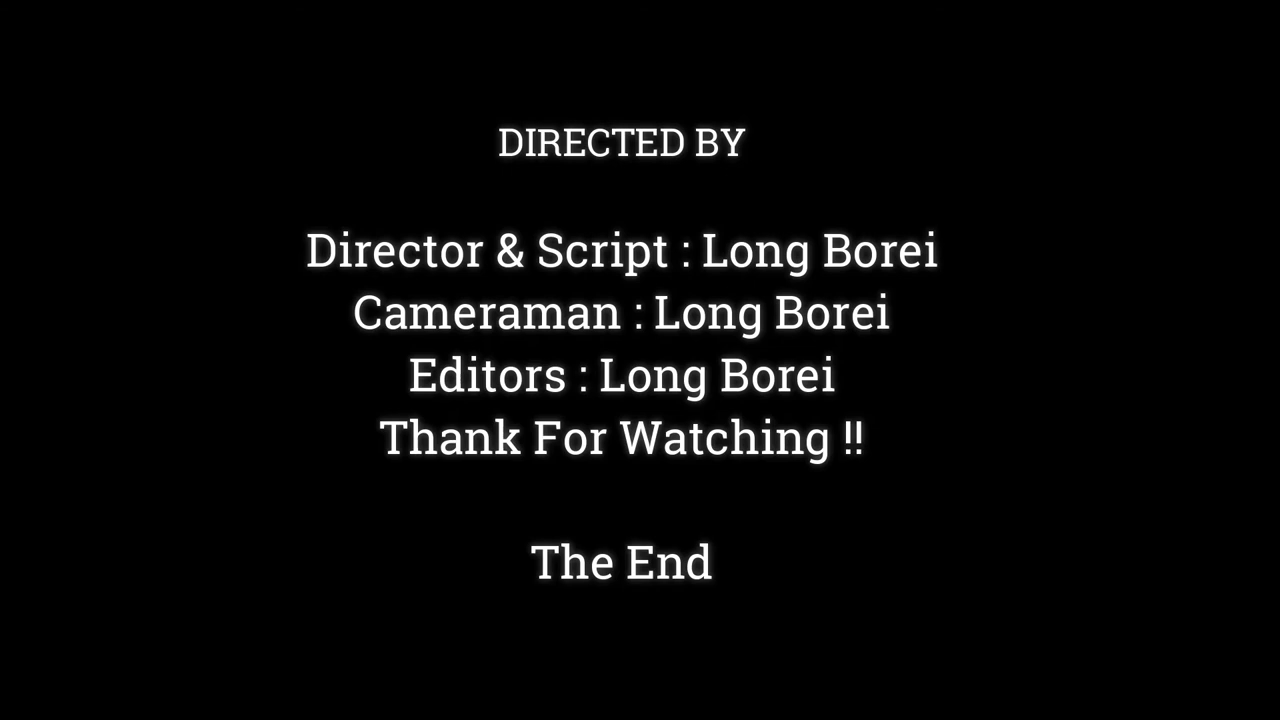 DIRECTED BY
Director & Script : Long Borei
Cameraman : Long Borei
Editors : Long Borei
Thank For Watching !!
The End